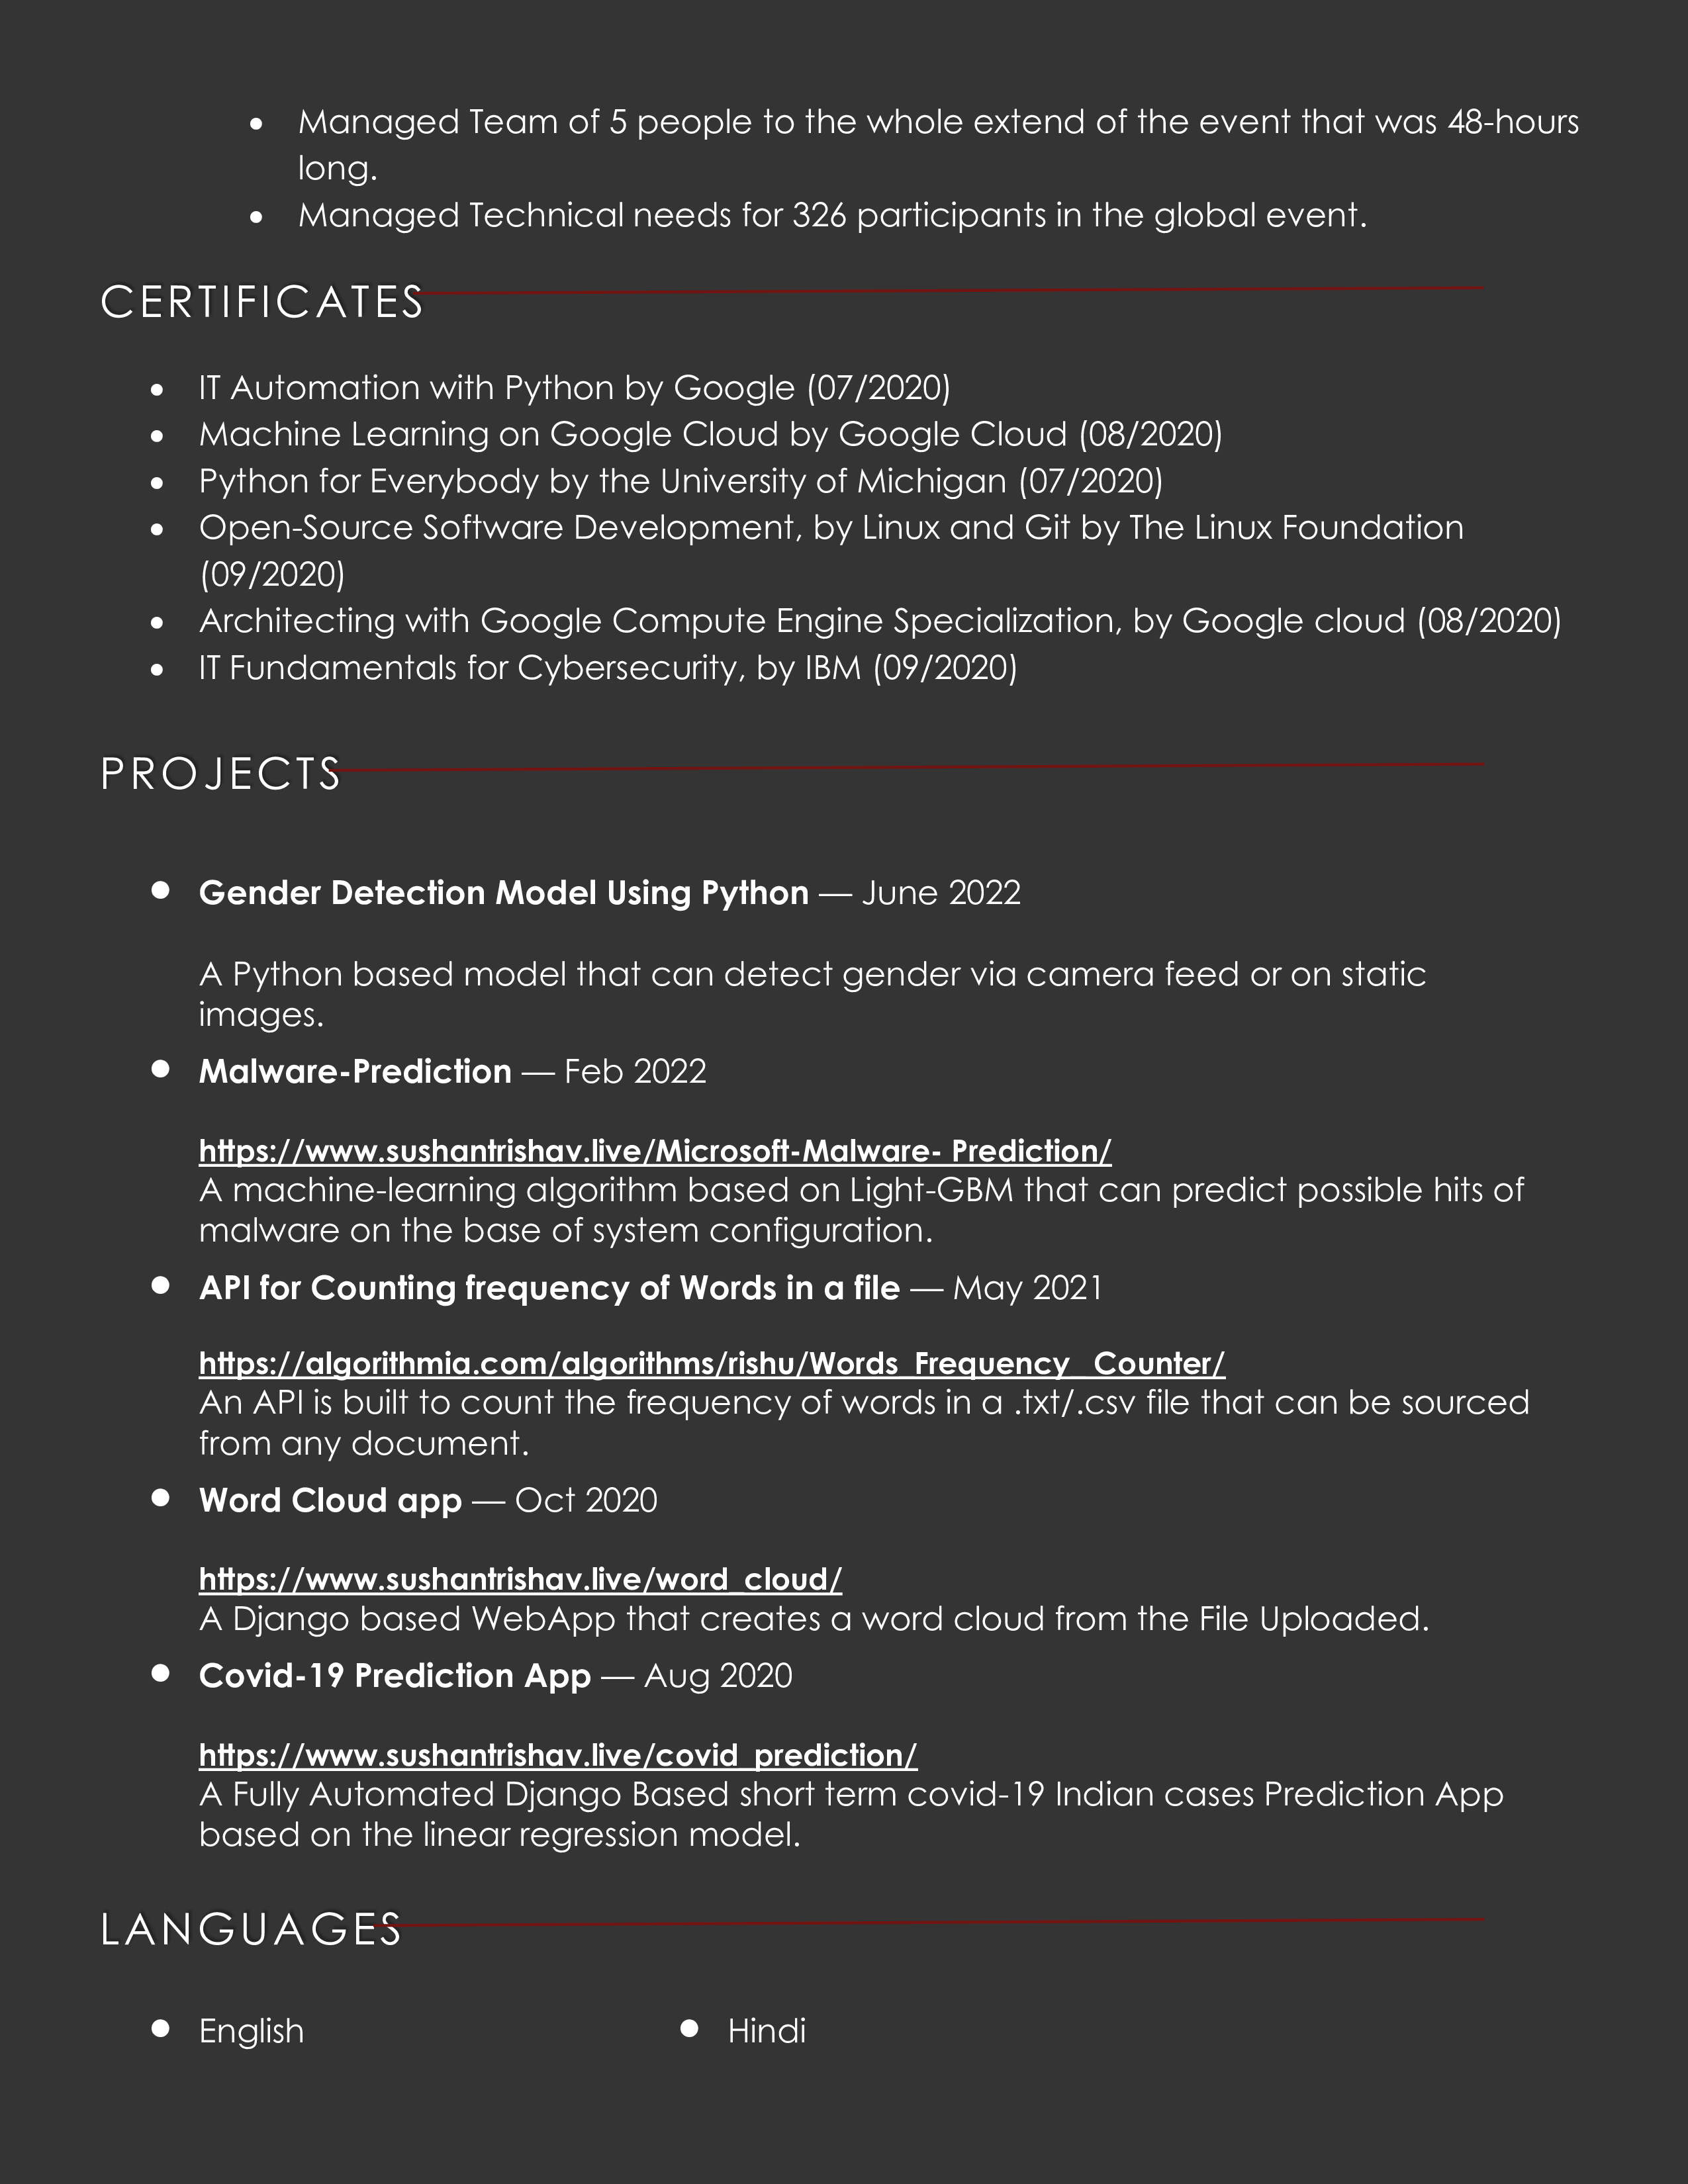 • Managed Team of 5 people to the whole extend of the event that was 48-hours
long.
• Managed Technical needs for 326 participants in the global event.
CERTIFICATES
• IT Automation with Python by Google (07/2020)
• Machine Learning on Google Cloud by Google Cloud (08/2020)
• Python for Everybody by the University of Michigan (07/2020)
• Open-Source Software Development, by Linux and Git by The Linux Foundation
(09/2020)
• Architecting with Google Compute Engine Specialization, by Google cloud (08/2020)
• IT Fundamentals for Cybersecurity, by IBM (09/2020)
PROJECTS
• Gender Detection Model Using Python — June 2022
A Python based model that can detect gender via camera feed or on static
images.
• Malware-Prediction — Feb 2022
https://www.sushantrishav.live/Microsoft-Malware- Prediction/
A machine-learning algorithm based on Light-GBM that can predict possible hits of
malware on the base of system configuration.
• API for Counting frequency of Words in a file — May 2021
https://algorithmia.com/algorithms/rishu/Words_Frequency_ Counter/
An API is built to count the frequency of words in a .txt/.csv file that can be sourced
from any document.
• Word Cloud app — Oct 2020
https://www.sushantrishav.live/word_cloud/
A Django based WebApp that creates a word cloud from the File Uploaded.
• Covid-19 Prediction App — Aug 2020
https://www.sushantrishav.live/covid_prediction/
A Fully Automated Django Based short term covid-19 Indian cases Prediction App
based on the linear regression model.
LANGUAGES
• English • Hindi